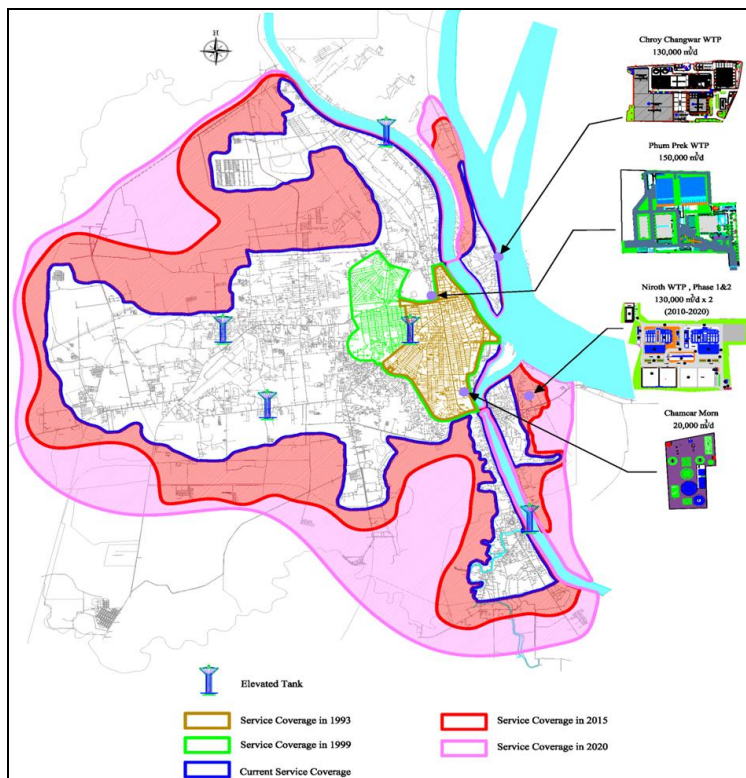 Chroy Changwar WTP
130,000 m³/d
Phum Prek WTP
150,000 m³/d
Niroth WTP , Phase 1&2
130,000 m³/d x 2
(2010-2020)
Chamcar Morn
20,000 m³/d
Elevated Tank
Service Coverage in 1993
Service Coverage in 1999
Current Service Coverage
Service Coverage in 2015
Service Coverage in 2020